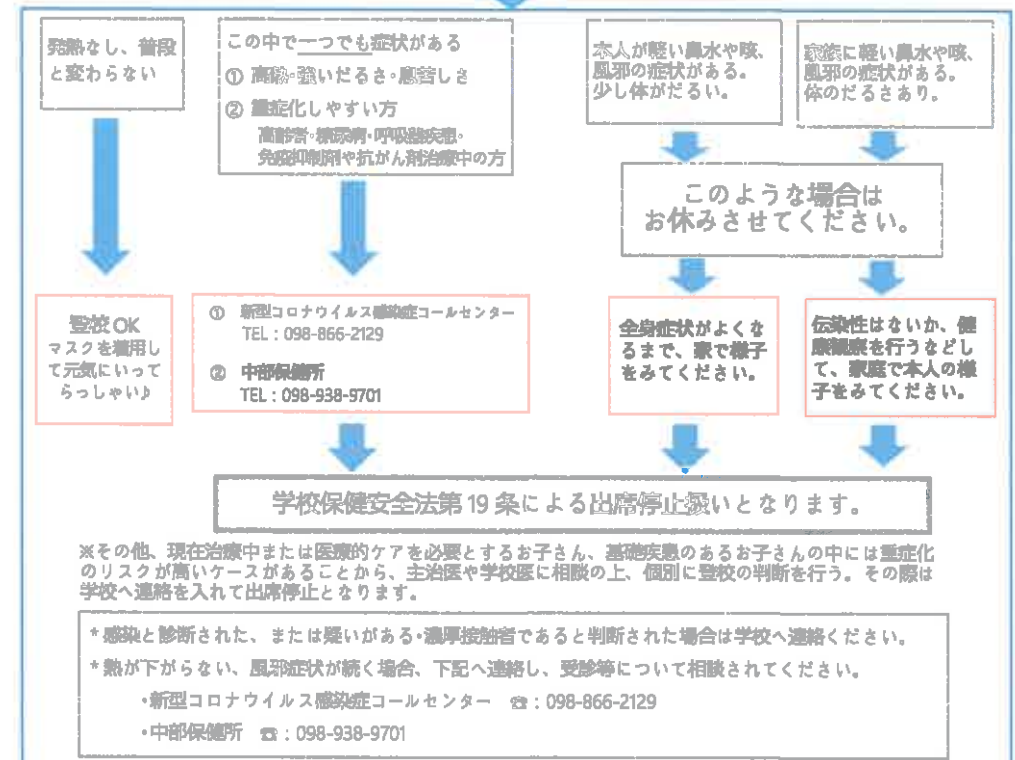 発熱なし、普段
と変わらない
この中で一つでも症状がある
① 高熱・強いだるさ・息苦しさ
② 重症化しやすい方
高齢者・糖尿病・呼吸器疾患・
免疫抑制剤や抗がん剤治療中の方
本人が軽い鼻水や咳、
風邪の症状がある。
少し体がだるい。
家族に軽い鼻水や咳、
風邪の症状がある。
体のだるさあり。
このような場合は
お休みさせてください。
登校OK
マスクを着用し
て元気にいって
らっしゃい♪
① 新型コロナウイルス感染症コールセンター
TEL:098-866-2129
② 中部保健所
TEL:098-938-9701
全身症状がよくな
るまで、家で様子
をみてください。
伝染性はないか、健
康観察を行うなどし
て、家庭で本人の様
子をみてください。
学校保健安全法第19条による出席停止扱いとなります。
※その他、現在治療中または医療的ケアを必要とするお子さん、基礎疾患のあるお子さんの中には重症化
のリスクが高いケースがあることから、主治医や学校医に相談の上、個別に登校の判断を行う。その際は
学校へ連絡を入れて出席停止となります。
*感染と診断された、または疑いがある・濃厚接触者であると判断された場合は学校へ連絡ください。
*熱が下がらない、風邪症状が続く場合、下記へ連絡し、受診等について相談されてください。
・新型コロナウイルス感染症コールセンター ☎:098-866-2129
・中部保健所 ☎:098-938-9701